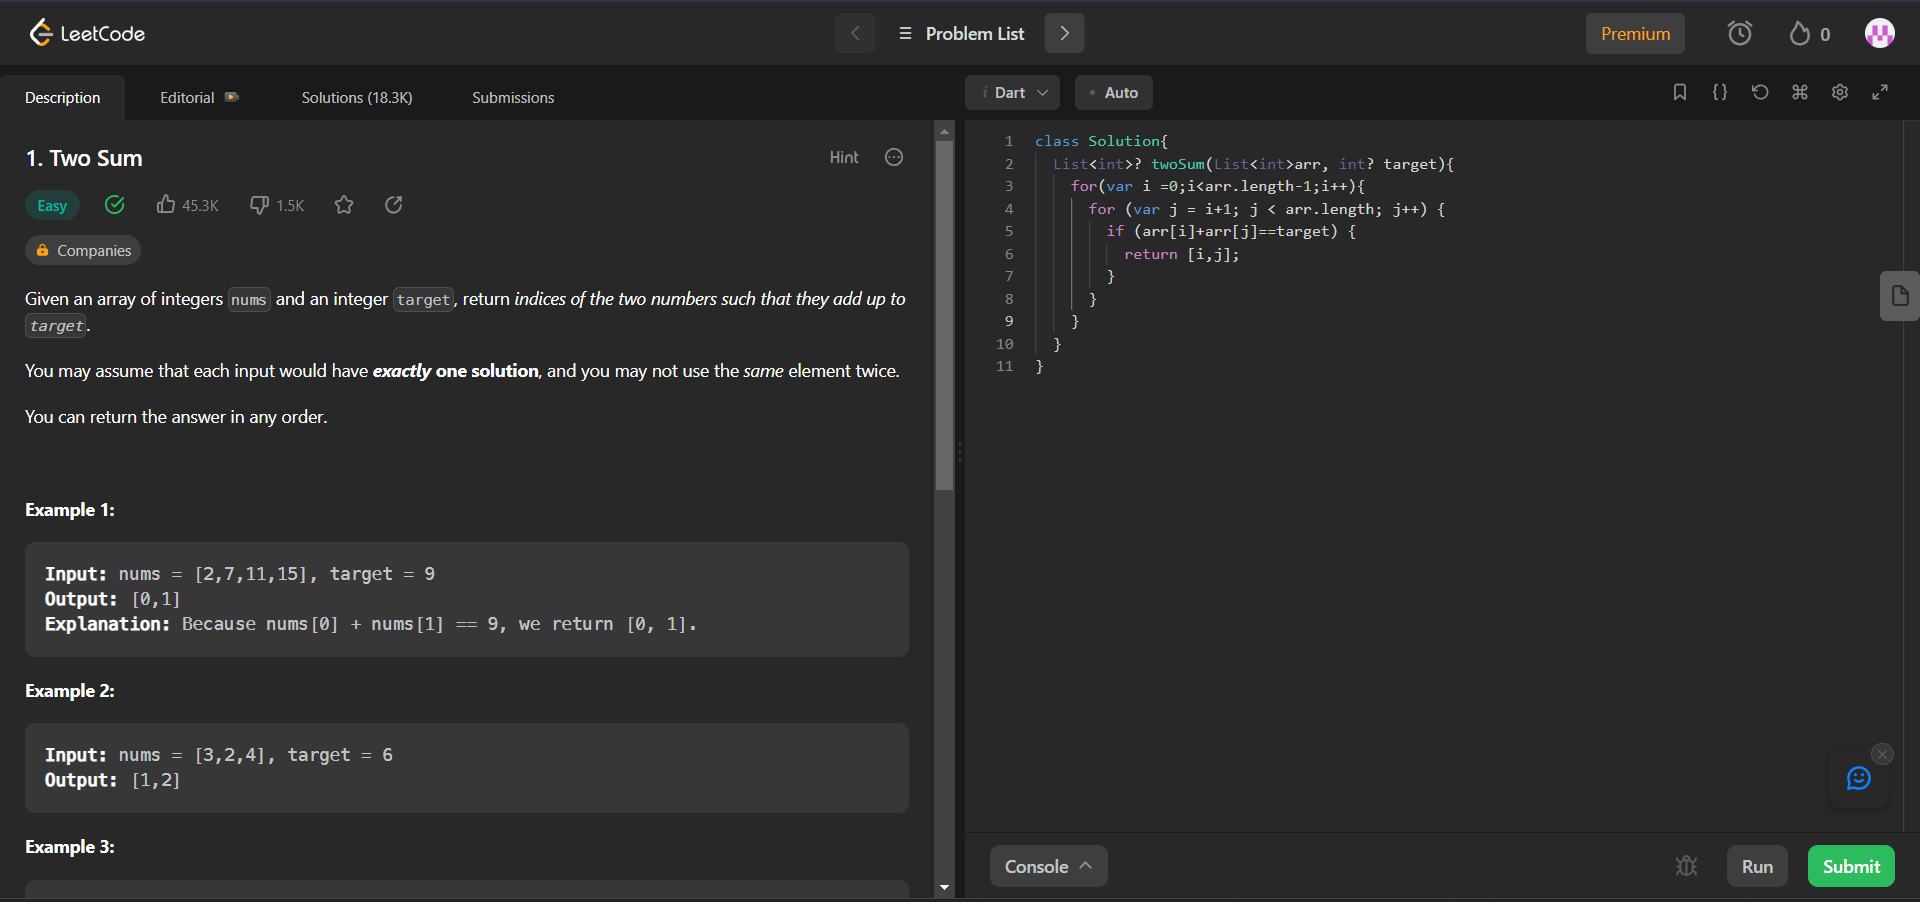 LeetCode
Problem List
Premium
0
Description
Editorial
Solutions (18.3K)
Submissions
1. Two Sum
Hint
Easy
45.3K
1.5K
Companies
Given an array of integers nums and an integer target, return indices of the two numbers such that they add up to
target.
You may assume that each input would have exactly one solution, and you may not use the same element twice.
You can return the answer in any order.
Example 1:
Input: nums = [2,7,11,15], target = 9
Output: [0,1]
Explanation: Because nums[0] + nums[1] == 9, we return [0, 1].
Example 2:
Input: nums = [3,2,4], target = 6
Output: [1,2]
Example 3:
i Dart
• Auto
{}
1 class Solution{
2 List<int>? twoSum(List<int>arr, int? target){
3 for(var i =0;i<arr.length-1;i++){
4 for (var j = i+1; j < arr.length; j++) {
5 if (arr[i]+arr[j]==target) {
6 return [i,j];
7 }
8 }
9 }
10 }
11 }
Console
Run
Submit